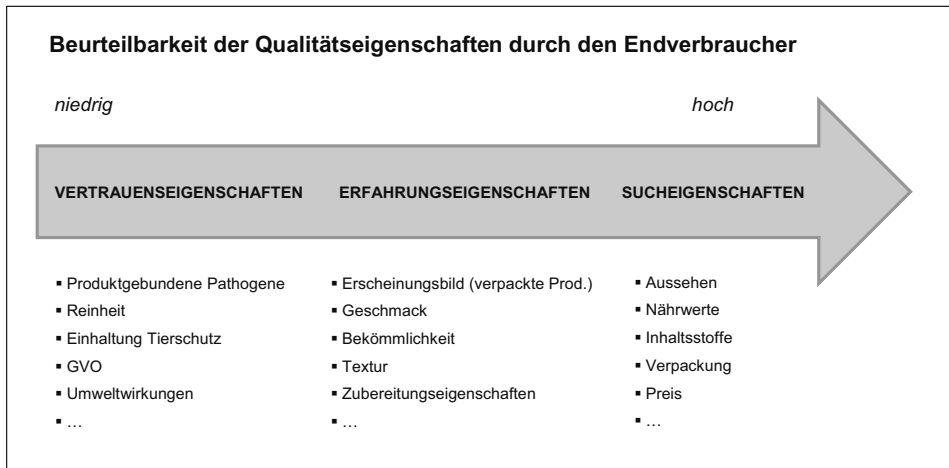 Beurteilbarkeit der Qualitätseigenschaften durch den Endverbraucher
niedrig
hoch
VERTRAUENSEIGENSCHAFTEN
ERFAHRUNGSEIGENSCHAFTEN
SUCHEIGENSCHAFTEN
▪ Produktgebundene Pathogene
▪ Reinheit
▪ Einhaltung Tierschutz
▪ GVO
▪ Umweltwirkungen
▪ …
▪ Erscheinungsbild (verpackte Prod.)
▪ Geschmack
▪ Bekömmlichkeit
▪ Textur
▪ Zubereitungseigenschaften
▪ …
▪ Aussehen
▪ Nährwerte
▪ Inhaltsstoffe
▪ Verpackung
▪ Preis
▪ …